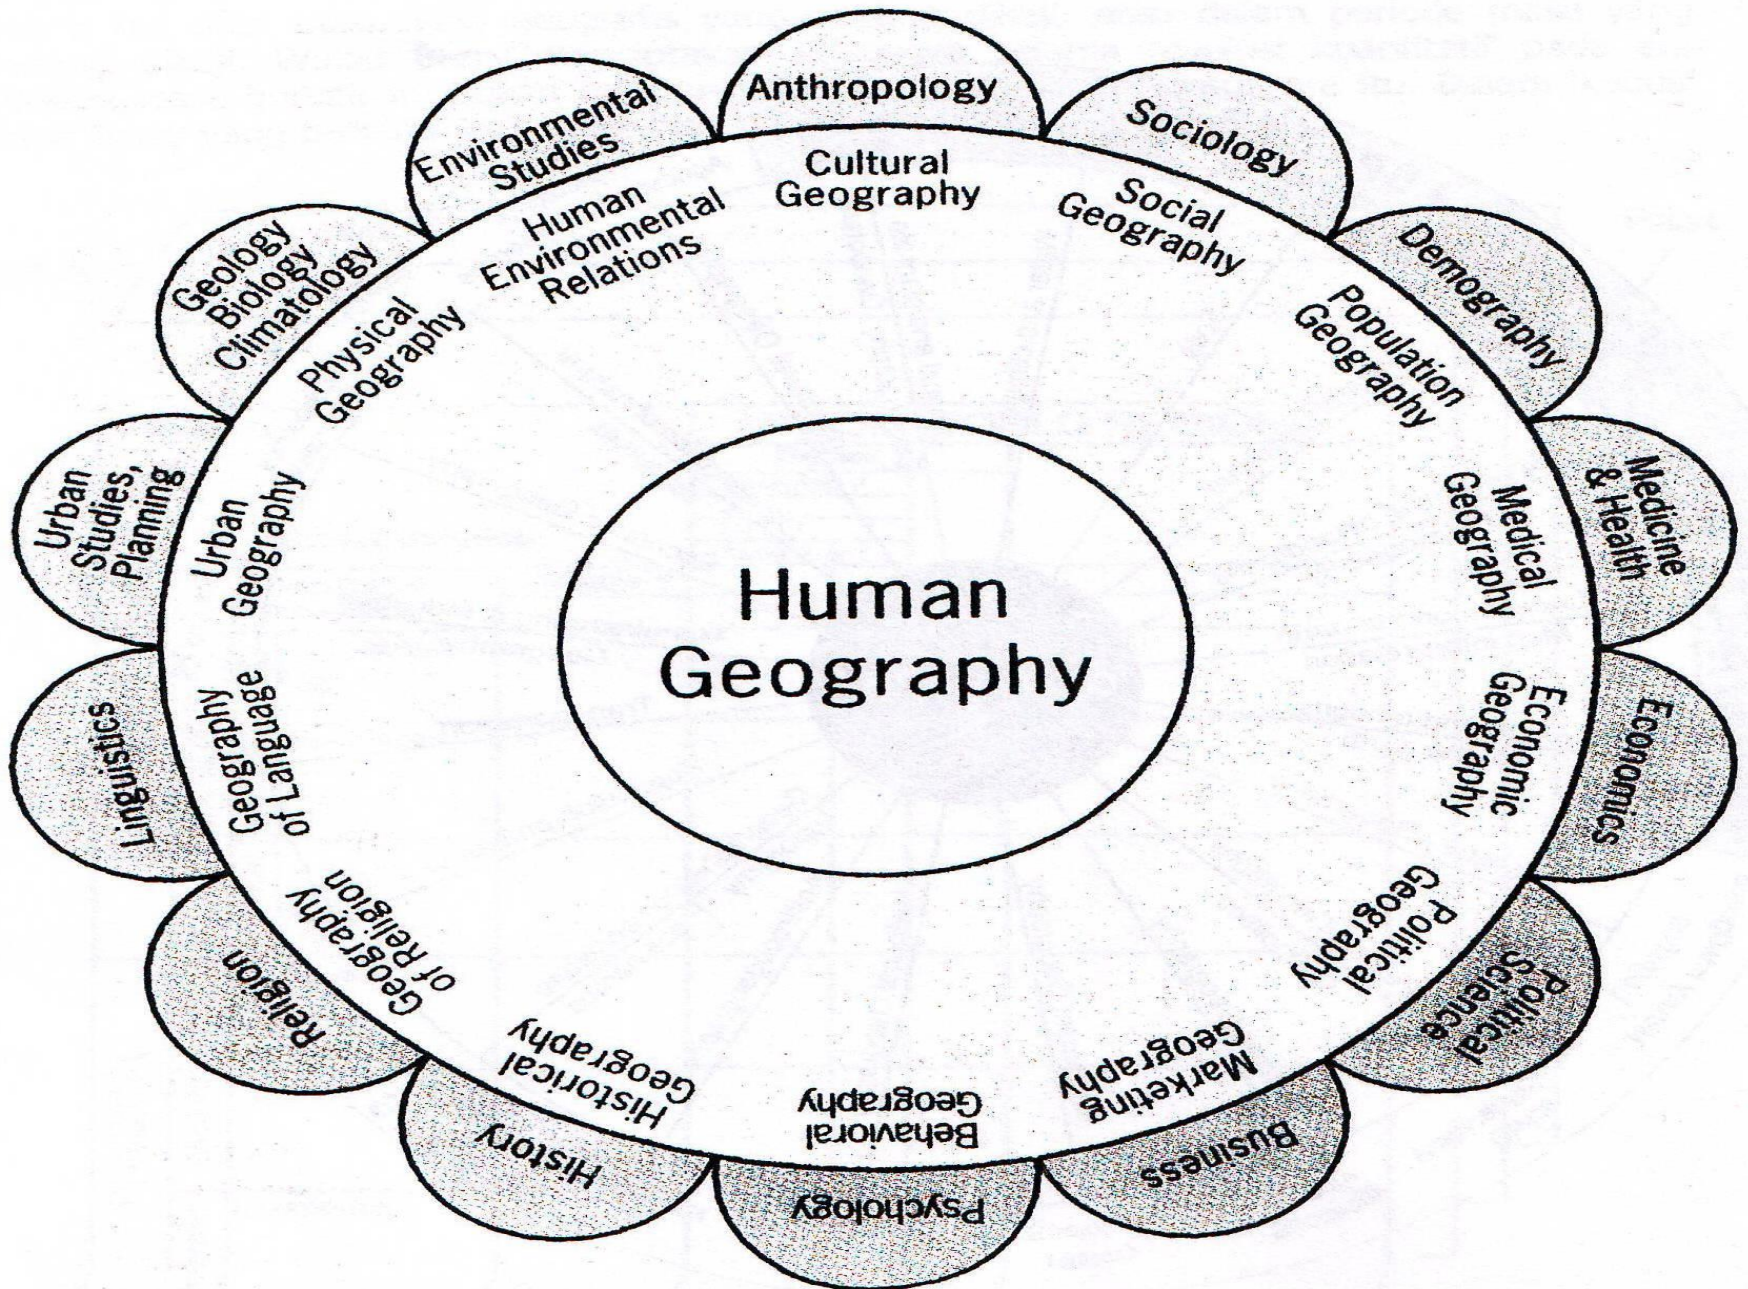 Human
Geography
Anthropology
Cultural
Geography
Sociology
Social
Geography
Demography
Population
Geography
Medicine
& Health
Medical
Geography
Economics
Economic
Geography
Political
Science
Political
Geography
Business
Marketing
Geography
Psychology
Behavioral
Geography
History
Historical
Geography
Religion
Geography
of Religion
Linguistics
Geography
of Language
Urban
Studies,
Planning
Urban
Geography
Geology
Biology
Climatology
Physical
Geography
Environmental
Studies
Human
Environmental
Relations